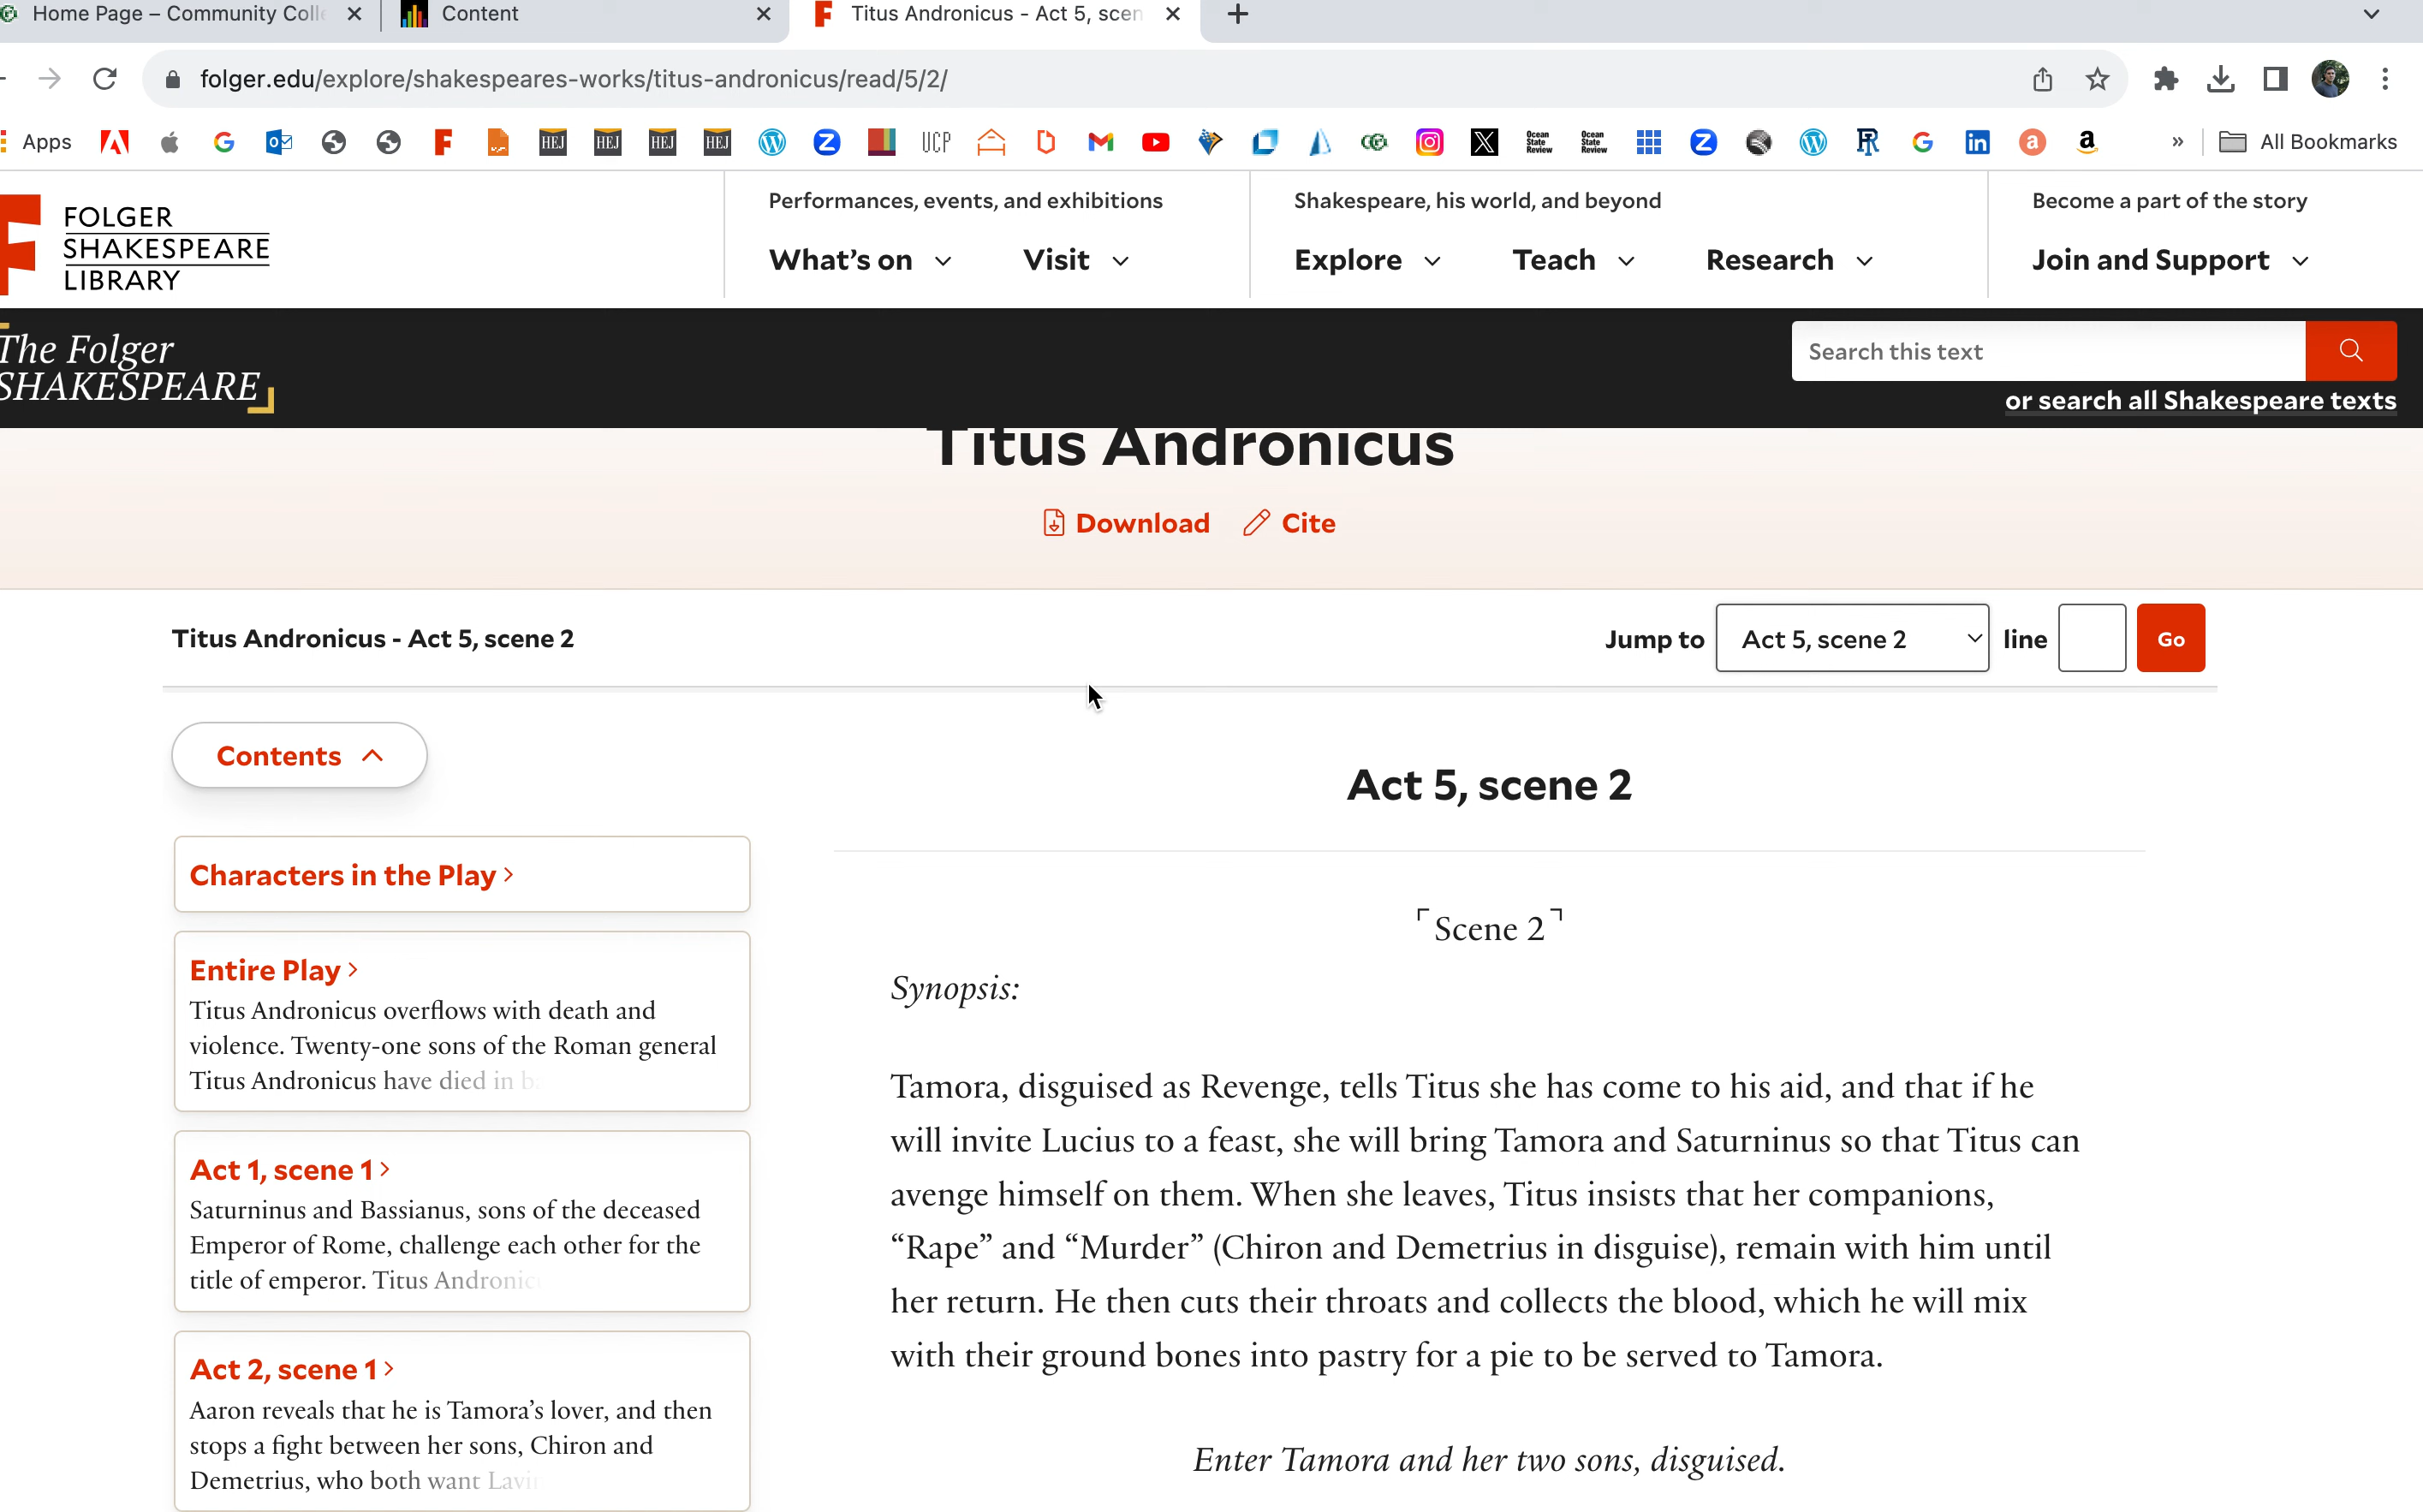 Home Page – Community Coll
Content
Titus Andronicus - Act 5, scen
folger.edu/explore/shakespeares-works/titus-andronicus/read/5/2/
Apps
HEJ
HEJ
HEJ
HEJ
UCP
Ocean State Review
Ocean State Review
All Bookmarks
FOLGER
SHAKESPEARE
LIBRARY
Performances, events, and exhibitions
What’s on
Visit
Shakespeare, his world, and beyond
Explore
Teach
Research
Become a part of the story
Join and Support
The Folger
SHAKESPEARE
Search this text
or search all Shakespeare texts
Titus Andronicus
Download
Cite
Titus Andronicus - Act 5, scene 2
Jump to
Act 5, scene 2
line
Go
Contents
Characters in the Play >
Entire Play >
Titus Andronicus overflows with death and
violence. Twenty-one sons of the Roman general
Titus Andronicus have died in b
Act 1, scene 1 >
Saturninus and Bassianus, sons of the deceased
Emperor of Rome, challenge each other for the
title of emperor. Titus Andronic
Act 2, scene 1 >
Aaron reveals that he is Tamora’s lover, and then
stops a fight between her sons, Chiron and
Demetrius, who both want Lavi
Act 5, scene 2
⌜Scene 2⌝
Synopsis:
Tamora, disguised as Revenge, tells Titus she has come to his aid, and that if he
will invite Lucius to a feast, she will bring Tamora and Saturninus so that Titus can
avenge himself on them. When she leaves, Titus insists that her companions,
“Rape” and “Murder” (Chiron and Demetrius in disguise), remain with him until
her return. He then cuts their throats and collects the blood, which he will mix
with their ground bones into pastry for a pie to be served to Tamora.
Enter Tamora and her two sons, disguised.